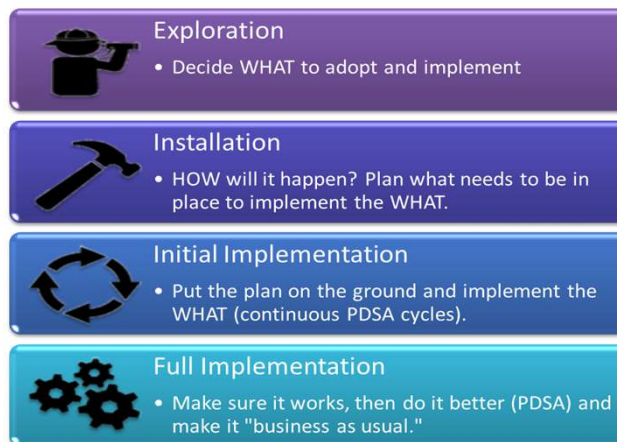 Exploration
• Decide WHAT to adopt and implement
Installation
• HOW will it happen? Plan what needs to be in
place to implement the WHAT.
Initial Implementation
• Put the plan on the ground and implement the
WHAT (continuous PDSA cycles).
Full Implementation
• Make sure it works, then do it better (PDSA) and
make it "business as usual."